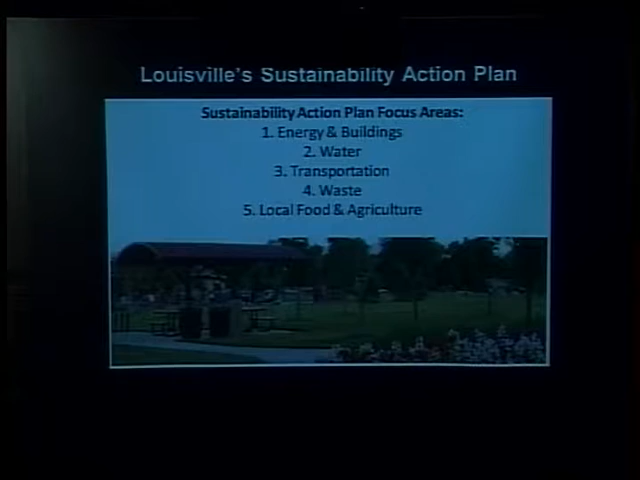 Louisville's Sustainability Action Plan
Sustainability Action Plan Focus Areas:
1. Energy & Buildings
2. Water
3. Transportation
4. Waste
5. Local Food & Agriculture